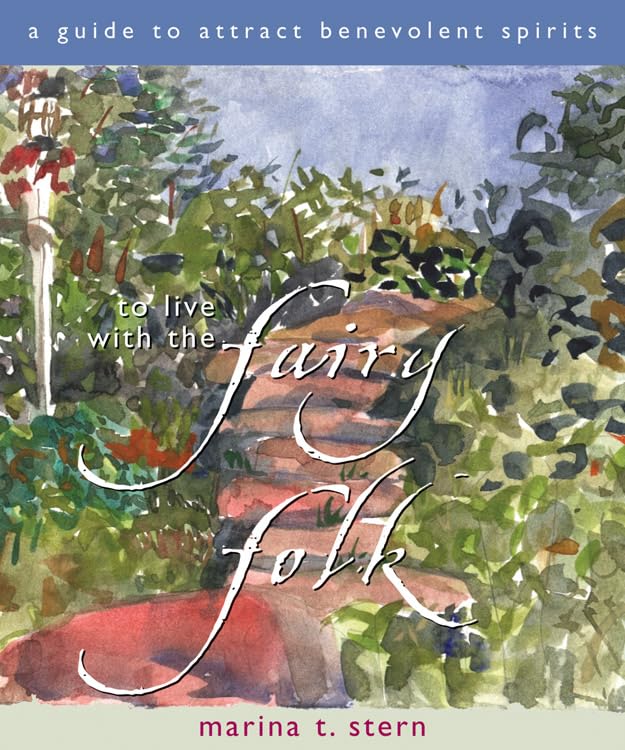 a guide to attract benevolent spirits
to live
with the fairy
folk
marina t. stern